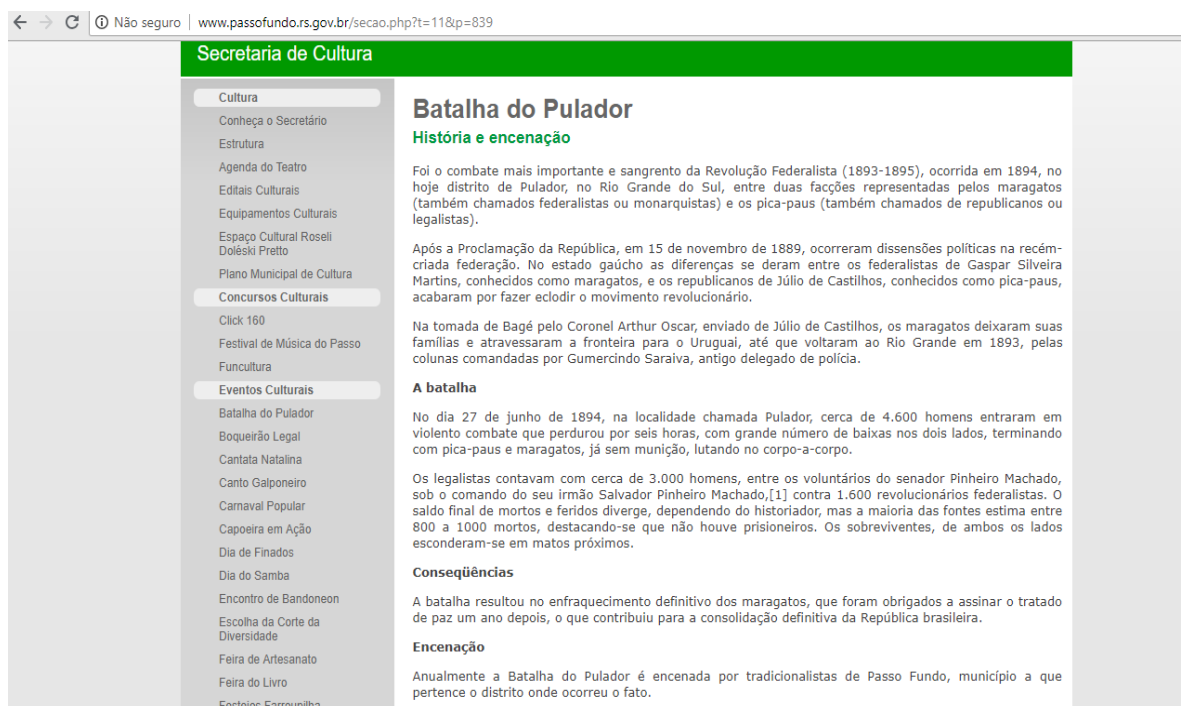 Não seguro | www.passofundo.rs.gov.br/secao.php?t=11&p=839
Secretaria de Cultura
Cultura
Conheça o Secretário
Estrutura
Agenda do Teatro
Editais Culturais
Equipamentos Culturais
Espaço Cultural Roseli
Doléski Pretto
Plano Municipal de Cultura
Concursos Culturais
Click 160
Festival de Música do Passo
Funcultura
Eventos Culturais
Batalha do Pulador
Boqueirão Legal
Cantata Natalina
Canto Galponeiro
Carnaval Popular
Capoeira em Ação
Dia de Finados
Dia do Samba
Encontro de Bandoneon
Escolha da Corte da
Diversidade
Feira de Artesanato
Feira do Livro
Festejos Farroupilha
Batalha do Pulador
História e encenação
Foi o combate mais importante e sangrento da Revolução Federalista (1893-1895), ocorrida em 1894, no
hoje distrito de Pulador, no Rio Grande do Sul, entre duas facções representadas pelos maragatos
(também chamados federalistas ou monarquistas) e os pica-paus (também chamados de republicanos ou
legalistas).
Após a Proclamação da República, em 15 de novembro de 1889, ocorreram dissensões políticas na recém-
criada federação. No estado gaúcho as diferenças se deram entre os federalistas de Gaspar Silveira
Martins, conhecidos como maragatos, e os republicanos de Júlio de Castilhos, conhecidos como pica-paus,
acabaram por fazer eclodir o movimento revolucionário.
Na tomada de Bagé pelo Coronel Arthur Oscar, enviado de Júlio de Castilhos, os maragatos deixaram suas
famílias e atravessaram a fronteira para o Uruguai, até que voltaram ao Rio Grande em 1893, pelas
colunas comandadas por Gumercindo Saraiva, antigo delegado de polícia.
A batalha
No dia 27 de junho de 1894, na localidade chamada Pulador, cerca de 4.600 homens entraram em
violento combate que perdurou por seis horas, com grande número de baixas nos dois lados, terminando
com pica-paus e maragatos, já sem munição, lutando no corpo-a-corpo.
Os legalistas contavam com cerca de 3.000 homens, entre os voluntários do senador Pinheiro Machado,
sob o comando do seu irmão Salvador Pinheiro Machado,[1] contra 1.600 revolucionários federalistas. O
saldo final de mortos e feridos diverge, dependendo do historiador, mas a maioria das fontes estima entre
800 a 1000 mortos, destacando-se que não houve prisioneiros. Os sobreviventes, de ambos os lados
esconderam-se em matos próximos.
Conseqüências
A batalha resultou no enfraquecimento definitivo dos maragatos, que foram obrigados a assinar o tratado
de paz um ano depois, o que contribuiu para a consolidação definitiva da República brasileira.
Encenação
Anualmente a Batalha do Pulador é encenada por tradicionalistas de Passo Fundo, município a que
pertence o distrito onde ocorreu o fato.